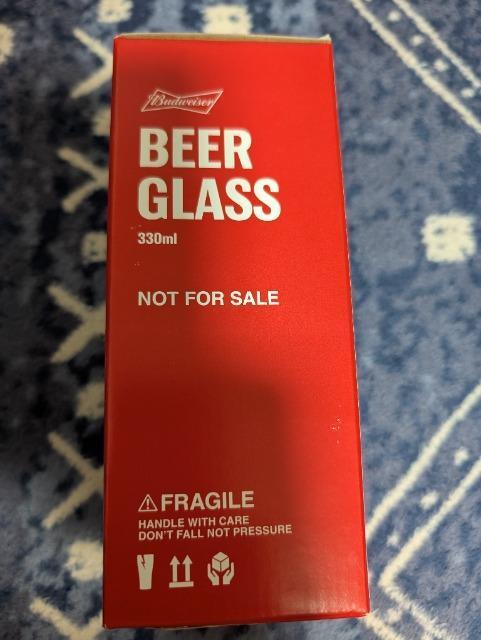 Budweiser
BEER
GLASS
330ml
NOT FOR SALE
⚠FRAGILE
HANDLE WITH CARE
DON'T FALL NOT PRESSURE